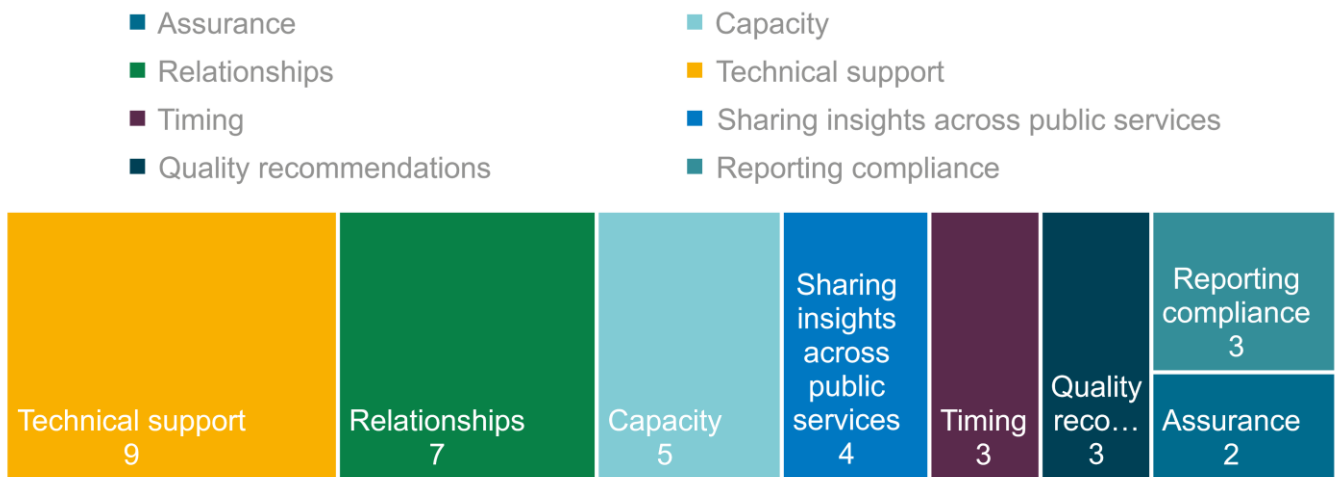 Assurance
Relationships
Timing
Quality recommendations
Capacity
Technical support
Sharing insights across public services
Reporting compliance
Technical support
9
Relationships
7
Capacity
5
Sharing
insights
across
public
services
4
Timing
3
Quality
reco...
3
Reporting
compliance
3
Assurance
2